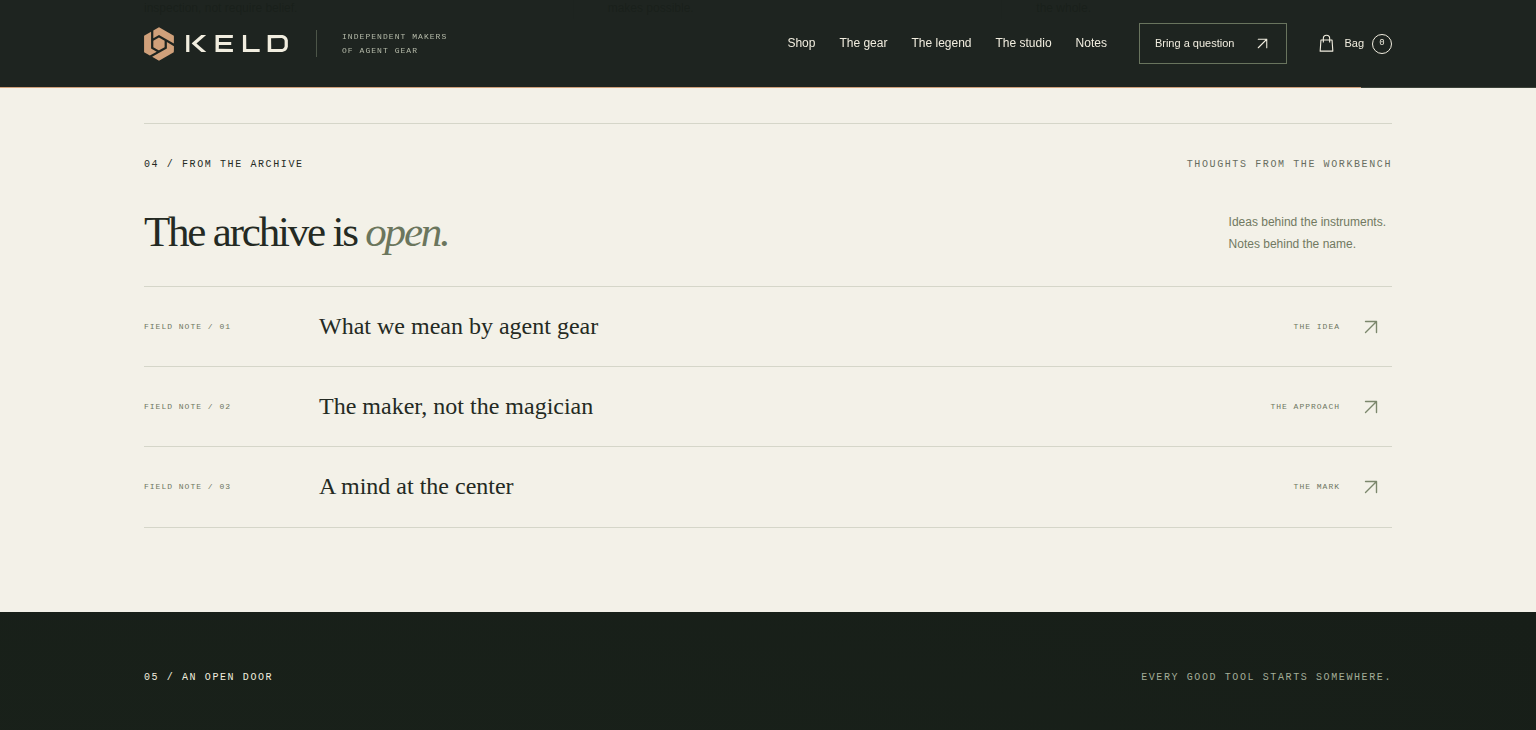 KELD
INDEPENDENT MAKERS
OF AGENT GEAR
Shop
The gear
The legend
The studio
Notes
Bring a question
Bag
0
04 / FROM THE ARCHIVE
THOUGHTS FROM THE WORKBENCH
The archive is open.
Ideas behind the instruments.
Notes behind the name.
FIELD NOTE / 01
What we mean by agent gear
THE IDEA
FIELD NOTE / 02
The maker, not the magician
THE APPROACH
FIELD NOTE / 03
A mind at the center
THE MARK
05 / AN OPEN DOOR
EVERY GOOD TOOL STARTS SOMEWHERE.